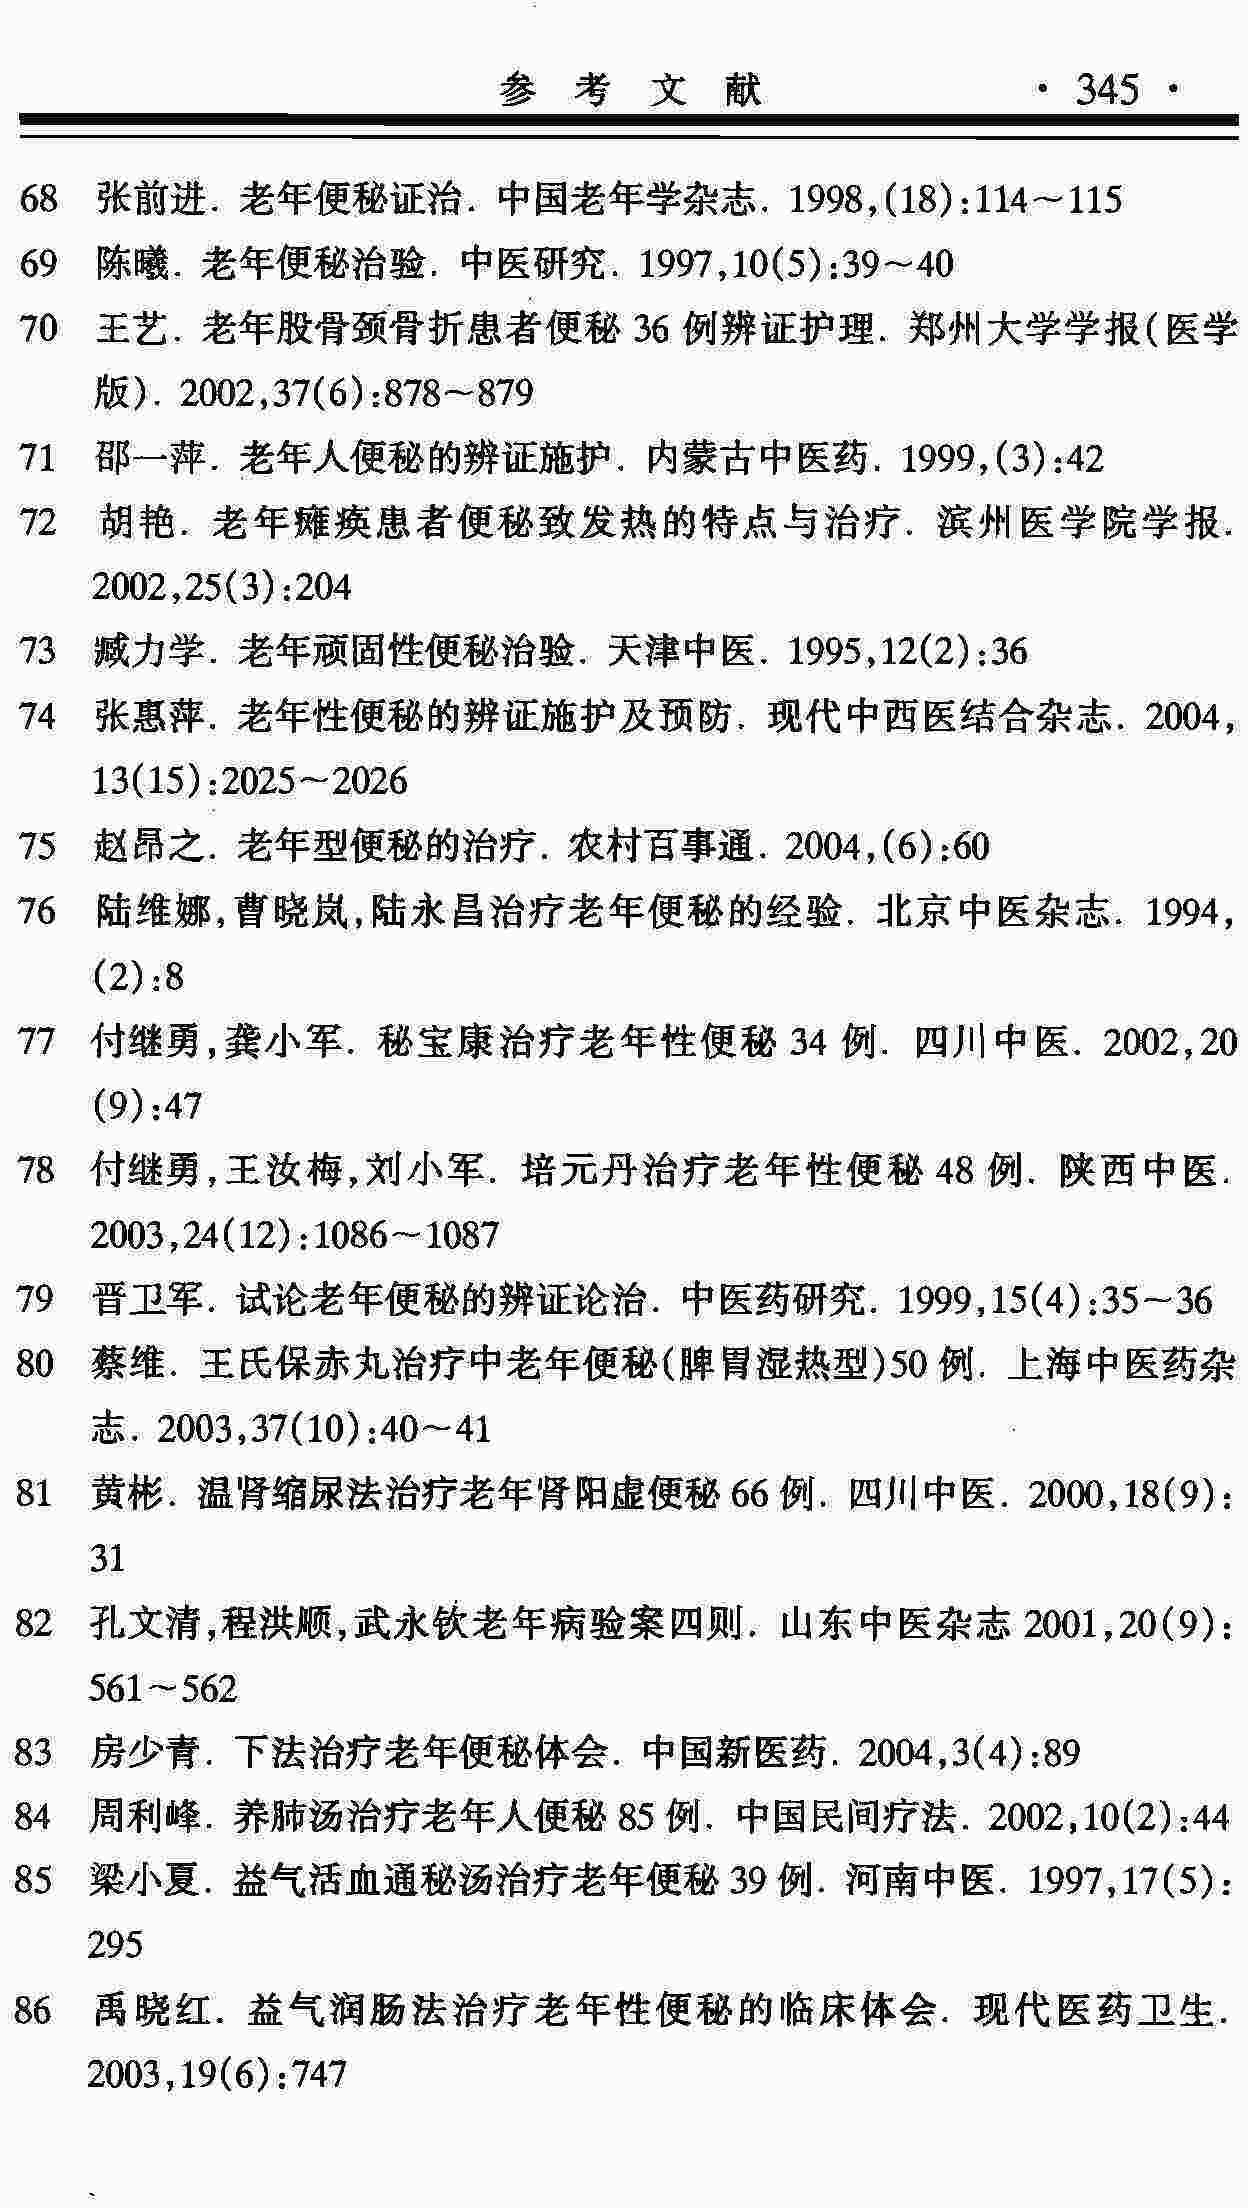 参考文献 · 345 ·
68 张前进. 老年便秘证治. 中国老年学杂志. 1998,(18):114～115
69 陈曦. 老年便秘治验. 中医研究. 1997,10(5):39～40
70 王艺. 老年股骨颈骨折患者便秘 36 例辨证护理. 郑州大学学报(医学
版). 2002,37(6):878～879
71 邵一萍. 老年人便秘的辨证施护. 内蒙古中医药. 1999,(3):42
72 胡艳. 老年瘫痪患者便秘致发热的特点与治疗. 滨州医学院学报.
2002,25(3):204
73 臧力学. 老年顽固性便秘治验. 天津中医. 1995,12(2):36
74 张惠萍. 老年性便秘的辨证施护及预防. 现代中西医结合杂志. 2004,
13(15):2025～2026
75 赵昂之. 老年型便秘的治疗. 农村百事通. 2004,(6):60
76 陆维娜,曹晓岚,陆永昌治疗老年便秘的经验. 北京中医杂志. 1994,
(2):8
77 付继勇,龚小军. 秘宝康治疗老年性便秘 34 例. 四川中医. 2002,20
(9):47
78 付继勇,王汝梅,刘小军. 培元丹治疗老年性便秘 48 例. 陕西中医.
2003,24(12):1086～1087
79 晋卫军. 试论老年便秘的辨证论治. 中医药研究. 1999,15(4):35～36
80 蔡维. 王氏保赤丸治疗中老年便秘(脾胃湿热型)50 例. 上海中医药杂
志. 2003,37(10):40～41
81 黄彬. 温肾缩尿法治疗老年肾阳虚便秘 66 例. 四川中医. 2000,18(9):
31
82 孔文清,程洪顺,武永钦老年病验案四则. 山东中医杂志 2001,20(9):
561～562
83 房少青. 下法治疗老年便秘体会. 中国新医药. 2004,3(4):89
84 周利峰. 养肺汤治疗老年人便秘 85 例. 中国民间疗法. 2002,10(2):44
85 梁小夏. 益气活血通秘汤治疗老年便秘 39 例. 河南中医. 1997,17(5):
295
86 禹晓红. 益气润肠法治疗老年性便秘的临床体会. 现代医药卫生.
2003,19(6):747